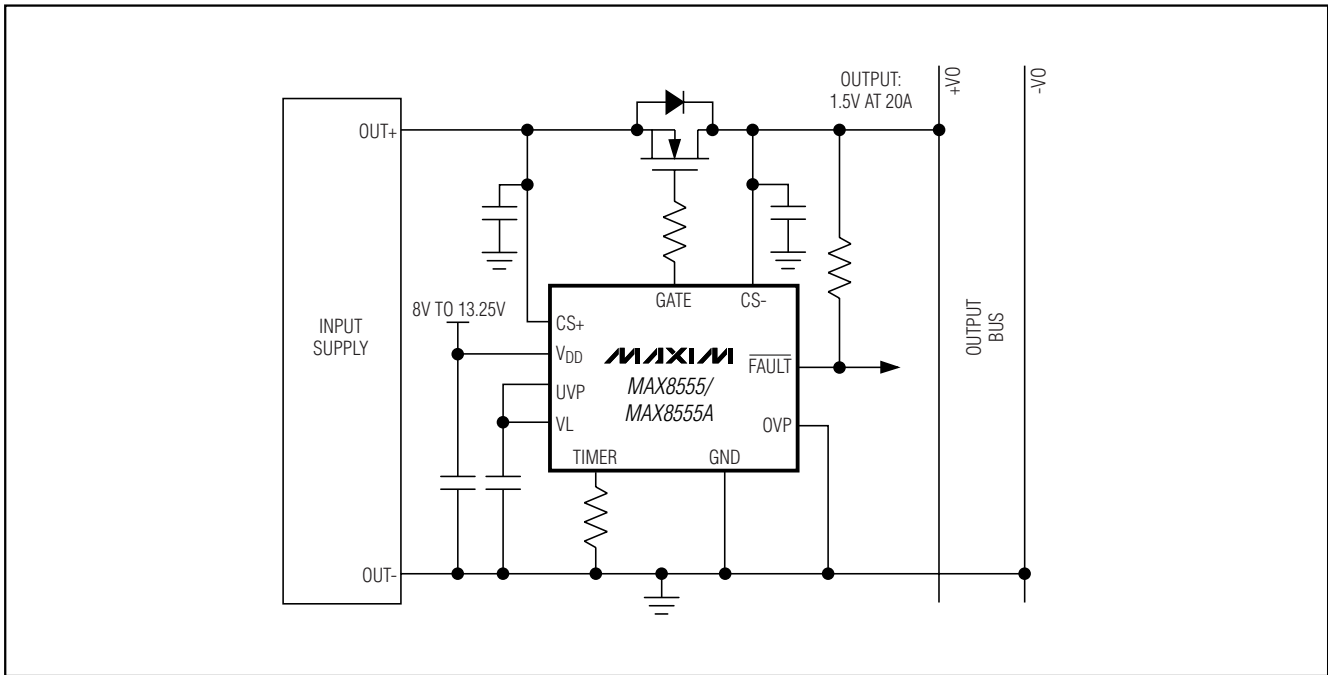 OUTPUT:
1.5V AT 20A
+VO
-VO
OUT+
GATE
CS-
8V TO 13.25V
CS+
INPUT
SUPPLY
VDD
MAXIM
FAULT
OUTPUT
BUS
UVP
MAX8555/
MAX8555A
VL
OVP
TIMER
GND
OUT-